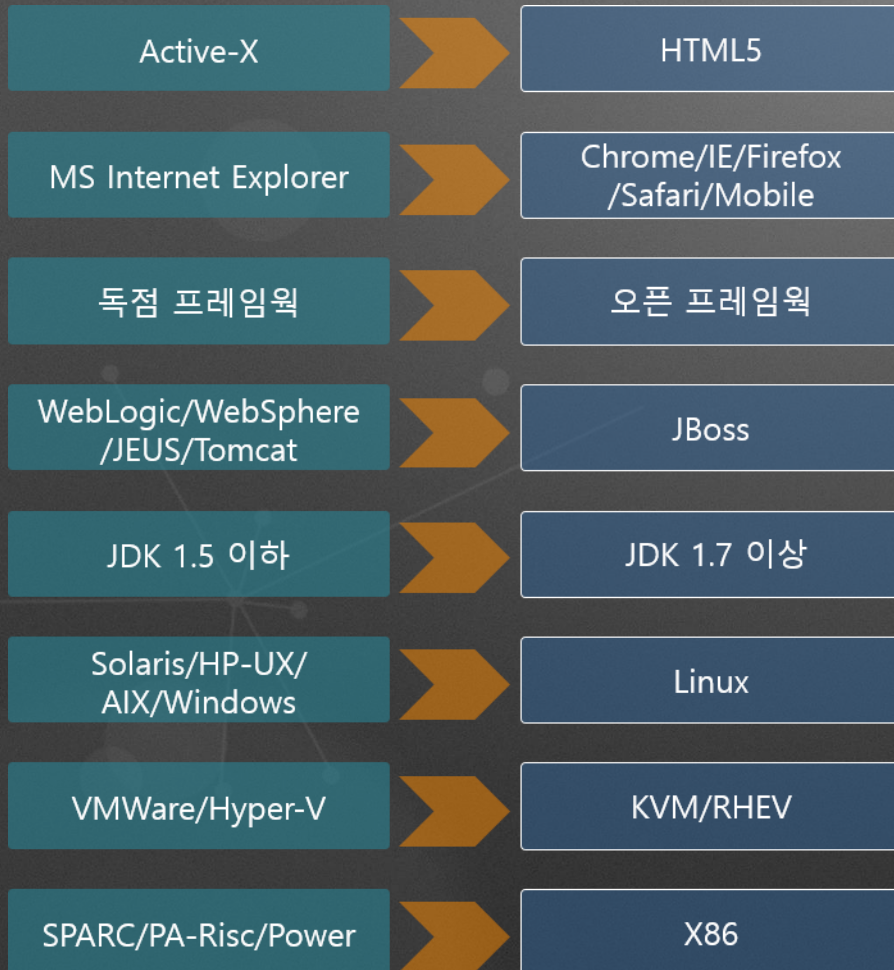 Active-X
HTML5
MS Internet Explorer
Chrome/IE/Firefox
/Safari/Mobile
독점 프레임웍
오픈 프레임웍
WebLogic/WebSphere
/JEUS/Tomcat
JBoss
JDK 1.5 이하
JDK 1.7 이상
Solaris/HP-UX/
AIX/Windows
Linux
VMWare/Hyper-V
KVM/RHEV
SPARC/PA-Risc/Power
X86